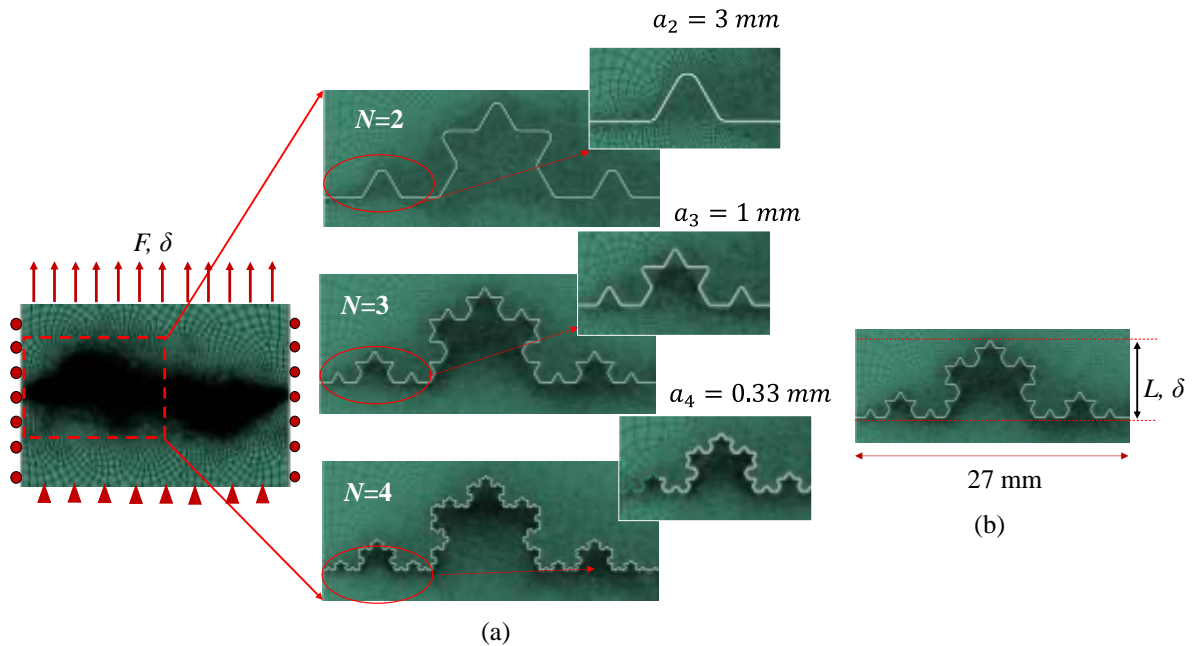 a₂ = 3 mm
N=2
a₃ = 1 mm
F, δ
N=3
a₄ = 0.33 mm
L, δ
N=4
27 mm
(b)
(a)